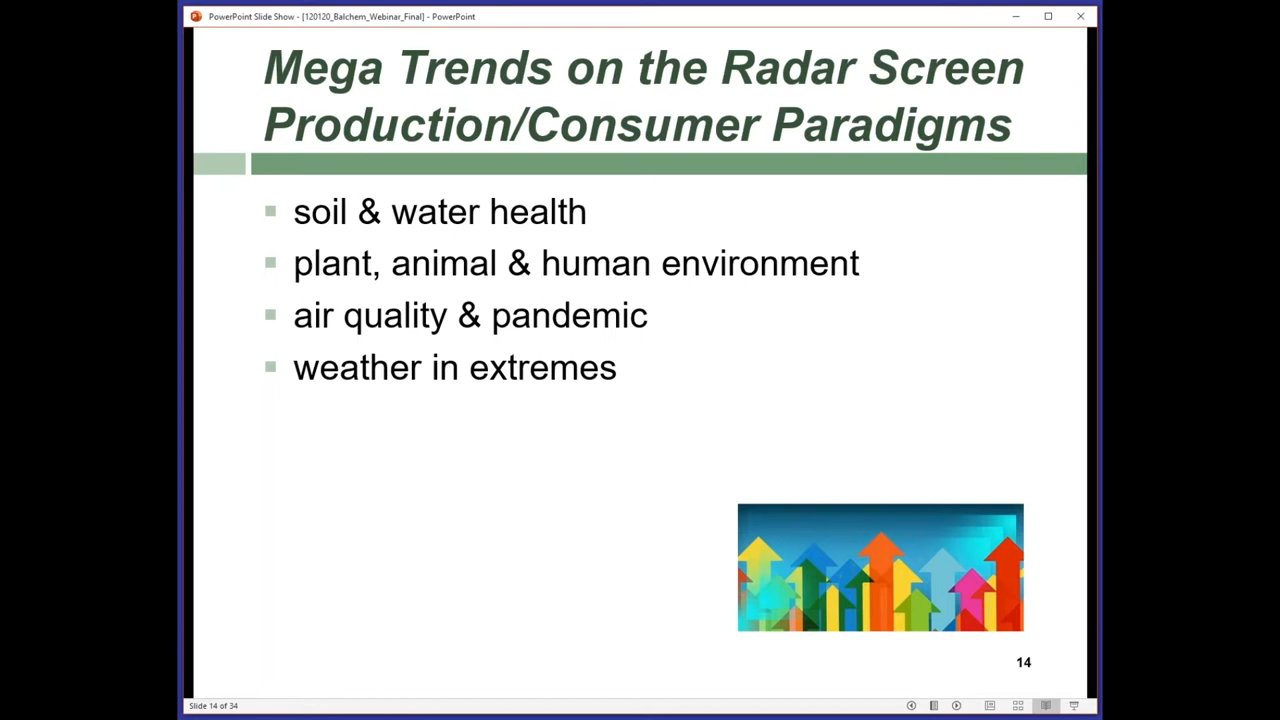 PowerPoint Slide Show - [120120_Balchem_Webinar_Final] - PowerPoint
Mega Trends on the Radar Screen
Production/Consumer Paradigms
soil & water health
plant, animal & human environment
air quality & pandemic
weather in extremes
14
Slide 14 of 34